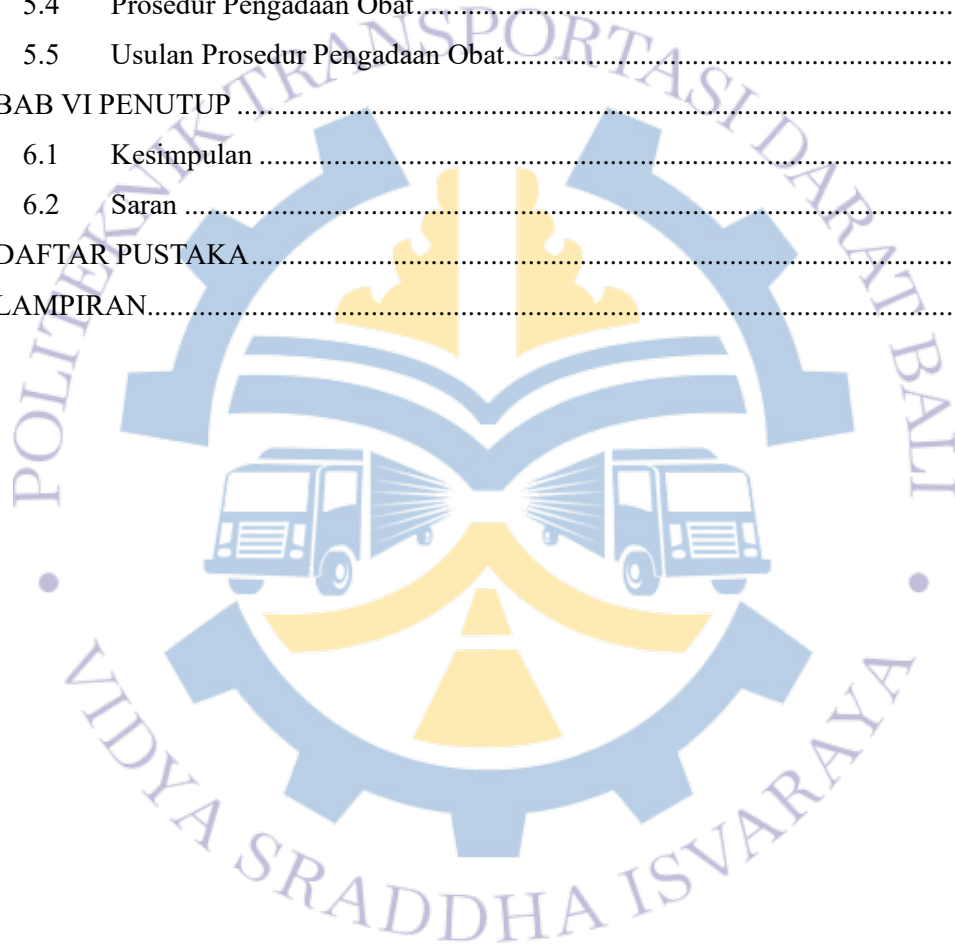 5.4 Prosedur Pengadaan Obat
5.5 Usulan Prosedur Pengadaan Obat
BAB VI PENUTUP
6.1 Kesimpulan
6.2 Saran
DAFTAR PUSTAKA
LAMPIRAN
POLITEKNIK TRANSPORTASI DARAT BALI
• VIDYA SRADDHA ISVARAYA •